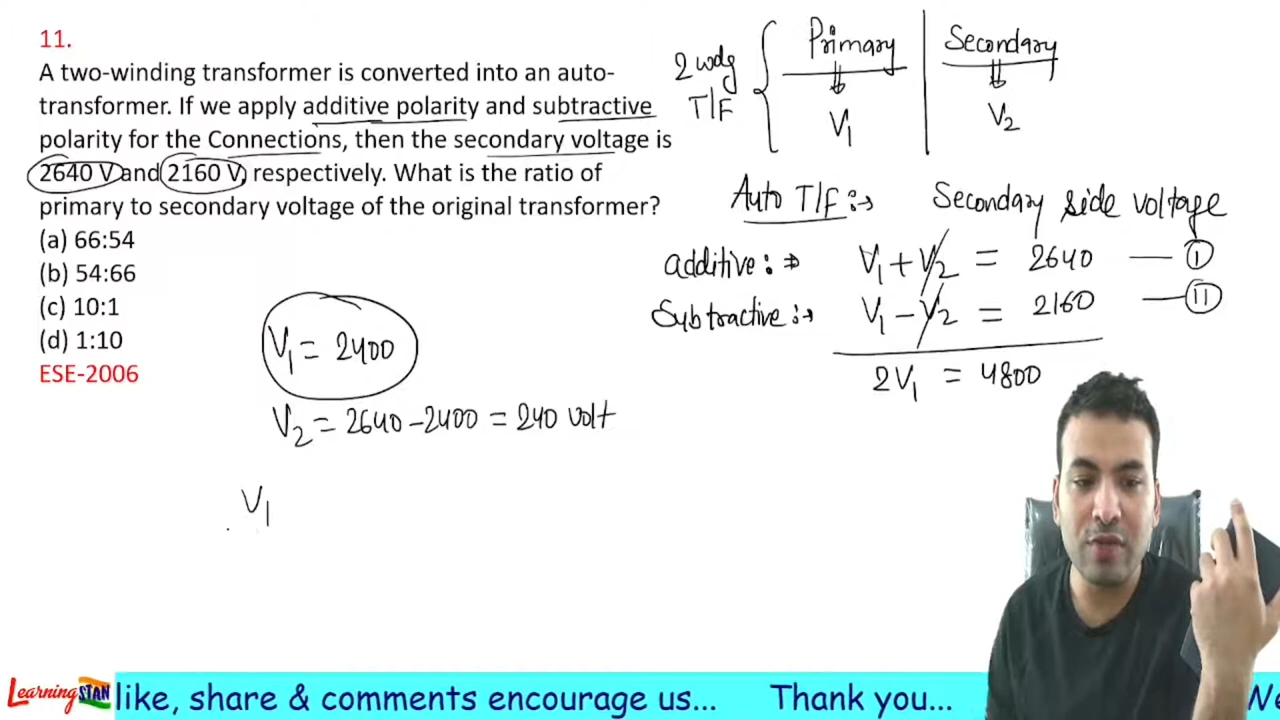 11.
A two-winding transformer is converted into an auto-
transformer. If we apply additive polarity and subtractive
polarity for the Connections, then the secondary voltage is
2640 V and 2160 V, respectively. What is the ratio of
primary to secondary voltage of the original transformer?
(a) 66:54
(b) 54:66
(c) 10:1
(d) 1:10
ESE-2006
V₁ = 2400
V₂ = 2640 - 2400 = 240 volt
V₁
2 wdg T/F { Primary | Secondary
⇓ ⇓
V₁ V₂
Auto T/F :→ Secondary side voltage
additive :→ V₁ + V₂ = 2640 — I
Subtractive :→ V₁ - V₂ = 2160 — II
2V₁ = 4800
Learning STAN
like, share & comments encourage us... Thank you... We